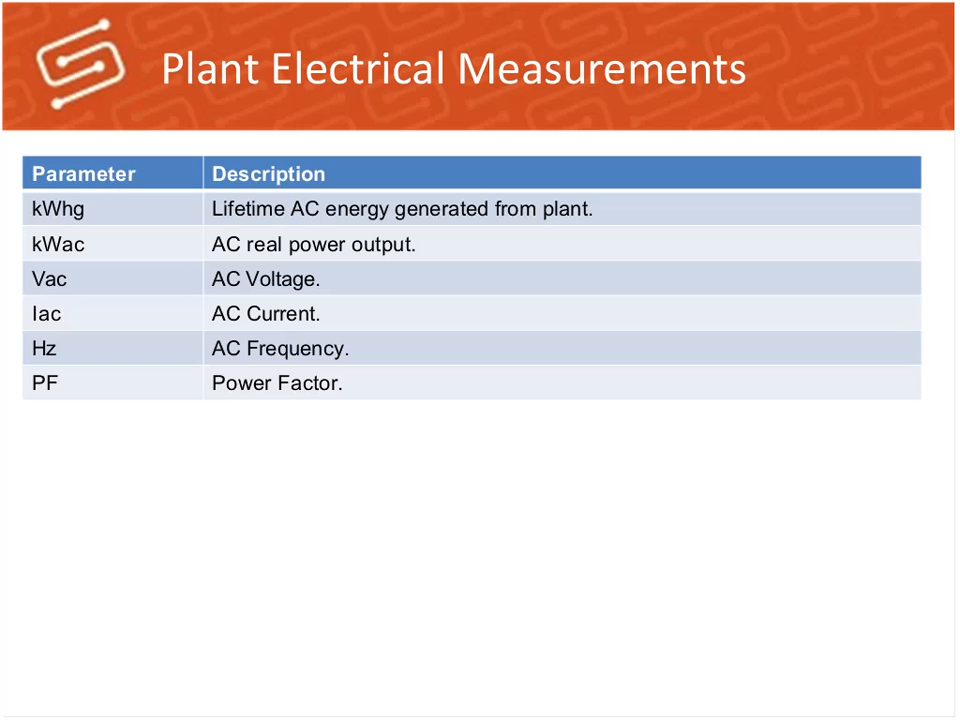 Plant Electrical Measurements
Parameter Description
kWhg Lifetime AC energy generated from plant.
kWac AC real power output.
Vac AC Voltage.
Iac AC Current.
Hz AC Frequency.
PF Power Factor.